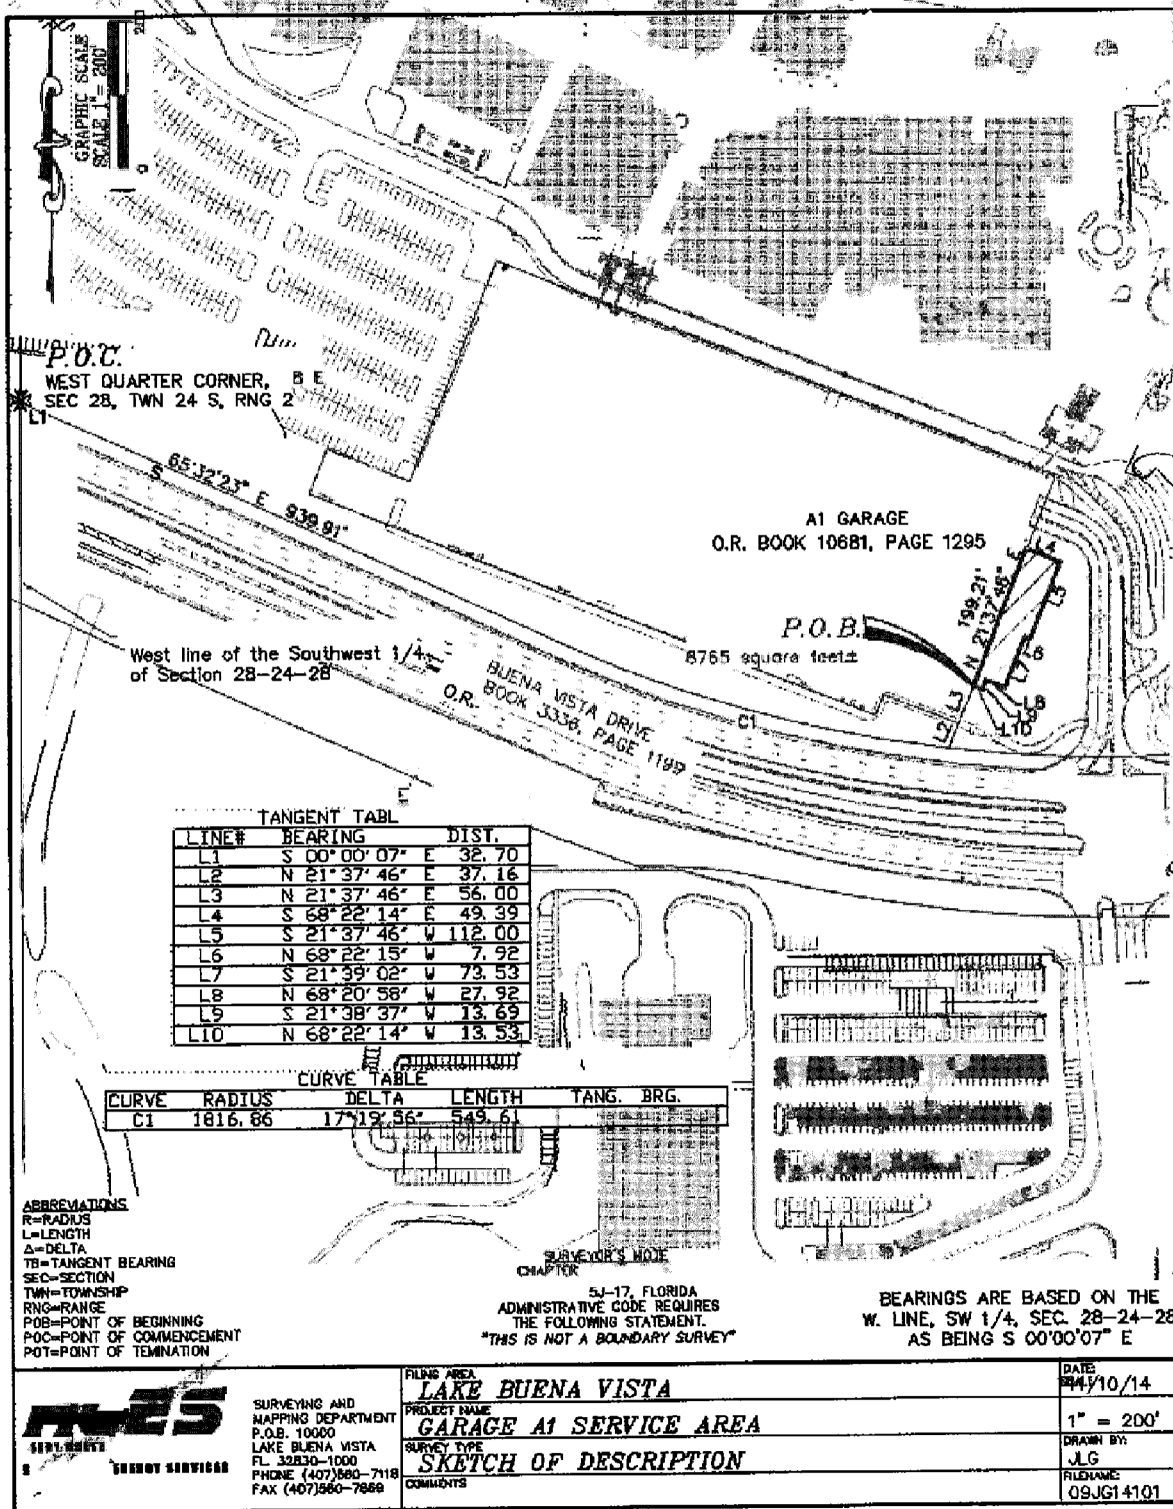 GRAPHIC SCALE
SCALE 1" = 200'
0
P.O.C.
WEST QUARTER CORNER,
SEC 28, TWN 24 S, RNG 2
8 E
L1
S 65°32'23" E 939.91'
A1 GARAGE
O.R. BOOK 10681, PAGE 1295
L4
L5
199.21'
N 21°37'46" E
P.O.B.
8765 square feet±
L6
L7
L8
L9
L10
L3
L2
West line of the Southwest 1/4
of Section 28-24-28
BUENA VISTA DRIVE
O.R. BOOK 3336, PAGE 1199
C1
TANGENT TABL
LINE# BEARING DIST.
L1 S 00°00'07" E 32.70
L2 N 21°37'46" E 37.16
L3 N 21°37'46" E 56.00
L4 S 68°22'14" E 49.39
L5 S 21°37'46" W 112.00
L6 N 68°22'15" W 7.92
L7 S 21°39'02" W 73.53
L8 N 68°20'58" W 27.92
L9 S 21°38'37" W 13.69
L10 N 68°22'14" W 13.53
CURVE TABLE
CURVE RADIUS DELTA LENGTH TANG. BRG.
C1 1816.86 17°19'56" 549.61
ABBREVIATIONS
R=RADIUS
L=LENGTH
Δ=DELTA
TB=TANGENT BEARING
SEC=SECTION
TWN=TOWNSHIP
RNG=RANGE
POB=POINT OF BEGINNING
POC=POINT OF COMMENCEMENT
POT=POINT OF TEMINATION
SURVEYOR'S NOTE
CHAPTER
5J-17, FLORIDA
ADMINISTRATIVE CODE REQUIRES
THE FOLLOWING STATEMENT.
"THIS IS NOT A BOUNDARY SURVEY"
BEARINGS ARE BASED ON THE
W. LINE, SW 1/4, SEC. 28-24-28
AS BEING S 00'00'07" E
ENERGY SERVICES
SURVEYING AND
MAPPING DEPARTMENT
P.O.B. 10000
LAKE BUENA VISTA
FL 32830-1000
PHONE (407)560-7118
FAX (407)560-7869
FILING AREA
LAKE BUENA VISTA
PROJECT NAME
GARAGE A1 SERVICE AREA
SURVEY TYPE
SKETCH OF DESCRIPTION
COMMENTS
DATE:
/10/14
1" = 200'
DRAWN BY:
JLG
FILENAME:
09JG14101